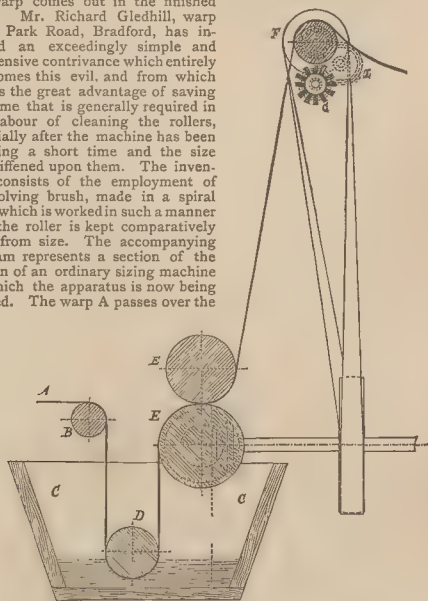 warp comes out in the finished
Mr. Richard Gledhill, warp
Park Road, Bradford, has in-
d an exceedingly simple and
ensive contrivance which entirely
omes this evil, and from which
s the great advantage of saving
me that is generally required in
abour of cleaning the rollers,
ially after the machine has been
ing a short time and the size
iffened upon them. The inven-
consists of the employment of
olving brush, made in a spiral
which is worked in such a manner
the roller is kept comparatively
from size. The accompanying
am represents a section of the
n of an ordinary sizing machine
hich the apparatus is now being
ed. The warp A passes over the
F
G
E
A
B
E
C
C
D